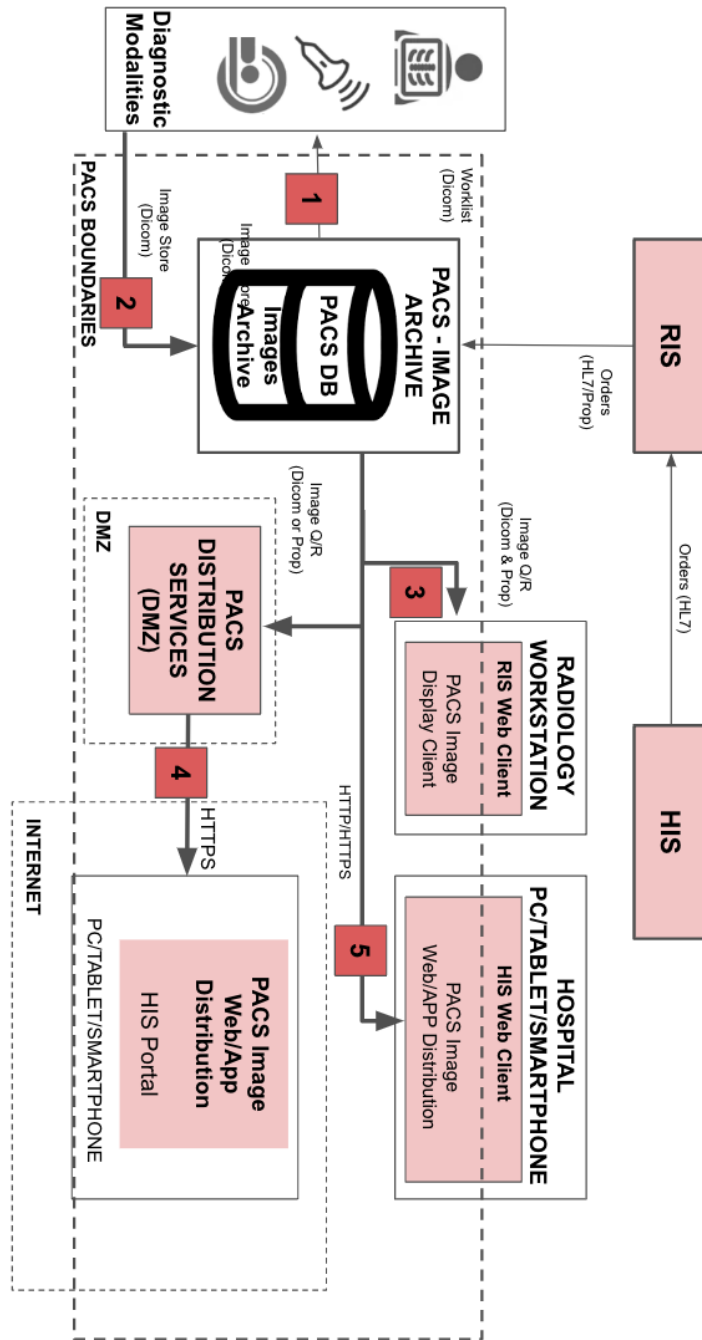 HIS
Orders (HL7)
RIS
Orders
(HL7/Prop)
Diagnostic
Modalities
Worklist
(Dicom)
1
Image Store
(Dicom)
2
PACS BOUNDARIES
PACS - IMAGE
ARCHIVE
PACS DB
Images
Archive
Image Q/R
(Dicom & Prop)
3
RADIOLOGY
WORKSTATION
RIS Web Client
PACS Image
Display Client
Image Q/R
(Dicom or Prop)
DMZ
PACS
DISTRIBUTION
SERVICES
(DMZ)
4
HTTPS
HTTP/HTTPS
5
HOSPITAL
PC/TABLET/SMARTPHONE
HIS Web Client
PACS Image
Web/APP Distribution
INTERNET
PC/TABLET/SMARTPHONE
PACS Image
Web/App
Distribution
HIS Portal